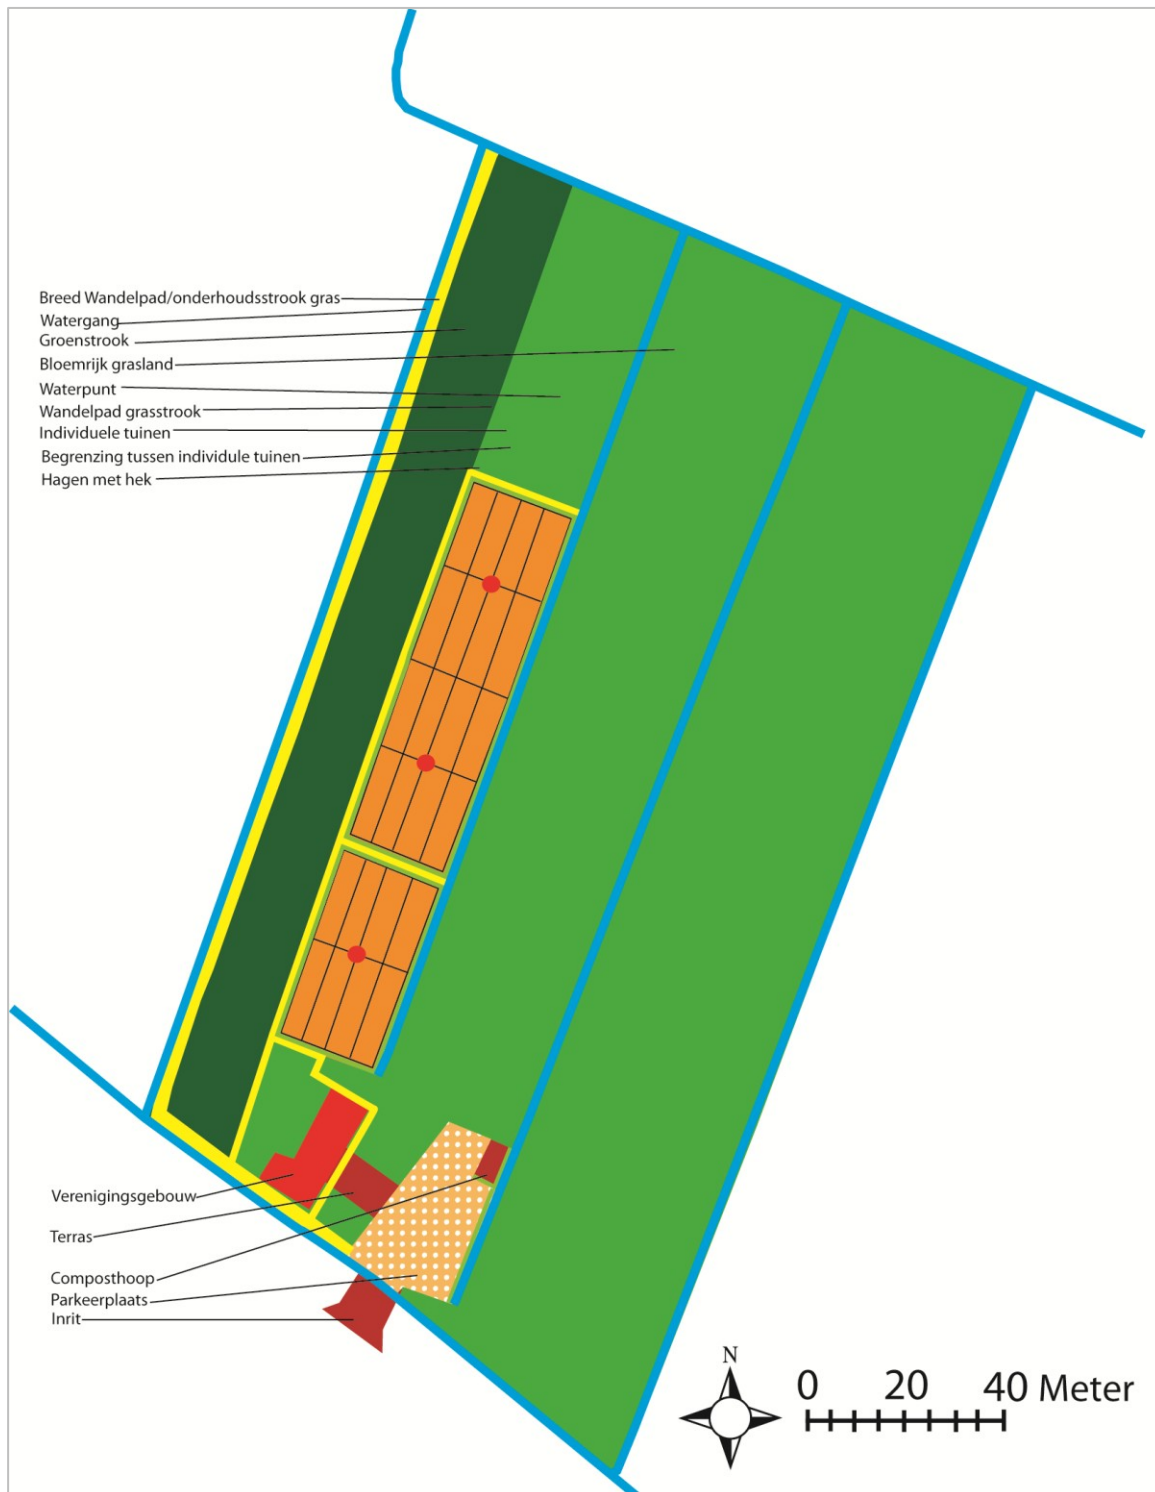 Breed Wandelpad/onderhoudsstrook gras
Watergang
Groenstrook
Bloemrijk grasland
Waterpunt
Wandelpad grasstrook
Individuele tuinen
Begrenzing tussen individule tuinen
Hagen met hek
Verenigingsgebouw
Terras
Composthoop
Parkeerplaats
Inrit
N
0 20 40 Meter